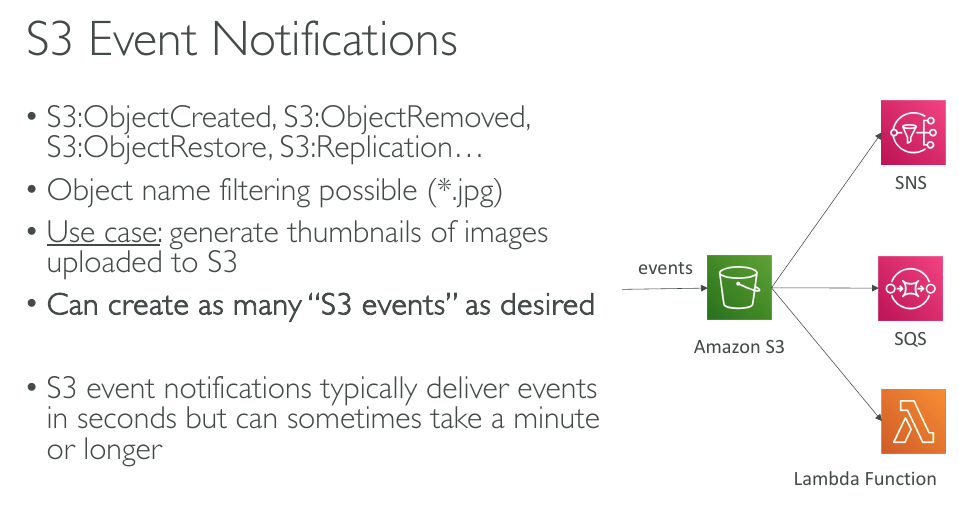 S3 Event Notifications
• S3:ObjectCreated, S3:ObjectRemoved,
S3:ObjectRestore, S3:Replication…
• Object name filtering possible (*.jpg)
• Use case: generate thumbnails of images
uploaded to S3
• Can create as many “S3 events” as desired
• S3 event notifications typically deliver events
in seconds but can sometimes take a minute
or longer
events
Amazon S3
SNS
SQS
Lambda Function